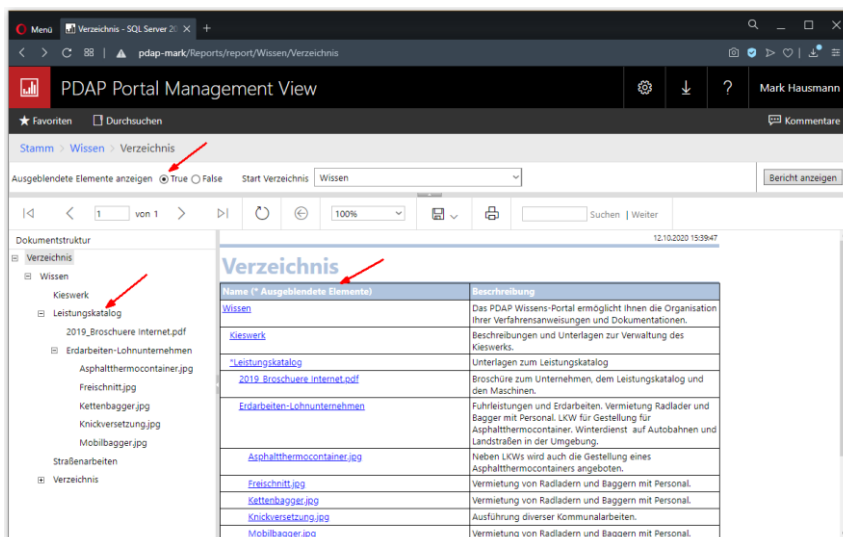 Menü
Verzeichnis - SQL Server 20
pdap-mark/Reports/report/Wissen/Verzeichnis
PDAP Portal Management View
?
Mark Hausmann
Favoriten
Durchsuchen
Kommentare
Stamm > Wissen > Verzeichnis
Ausgeblendete Elemente anzeigen
True
False
Start Verzeichnis
Wissen
Bericht anzeigen
1
von 1
100%
Suchen | Weiter
Dokumentstruktur
Verzeichnis
Wissen
Kieswerk
Leistungskatalog
2019_Broschuere Internet.pdf
Erdarbeiten-Lohnunternehmen
Asphaltthermocontainer.jpg
Freischnitt.jpg
Kettenbagger.jpg
Knickversetzung.jpg
Mobilbagger.jpg
Straßenarbeiten
Verzeichnis
12.10.2020 15:39:47
Verzeichnis
Name (* Ausgeblendete Elemente)
Bescrhreibung
Wissen
Das PDAP Wissens-Portal ermöglicht Ihnen die Organisation
Ihrer Verfahrensanweisungen und Dokumentationen.
Kieswerk
Beschreibungen und Unterlagen zur Verwaltung des
Kieswerks.
*Leistungskatalog
Unterlagen zum Leistungskatalog
2019_Broschuere Internet.pdf
Broschüre zum Unternehmen, dem Leistungskatalog und
den Maschinen.
Erdarbeiten-Lohnunternehmen
Fuhrleistungen und Erdarbeiten. Vermietung Radlader und
Bagger mit Personal. LKW für Gestellung für
Asphaltthermocontainer. Winterdienst auf Autobahnen und
Landstraßen in der Umgebung.
Asphaltthermocontainer.jpg
Neben LKWs wird auch die Gestellung eines
Asphaltthermocontainers angeboten.
Freischnitt.jpg
Vermietung von Radladern und Baggern mit Personal.
Kettenbagger.jpg
Vermietung von Radladern und Baggern mit Personal.
Knickversetzung.jpg
Ausführung diverser Kommunalarbeiten.
Mobilbagger.jpg
Vermietung von Radladern und Baggern mit Personal.